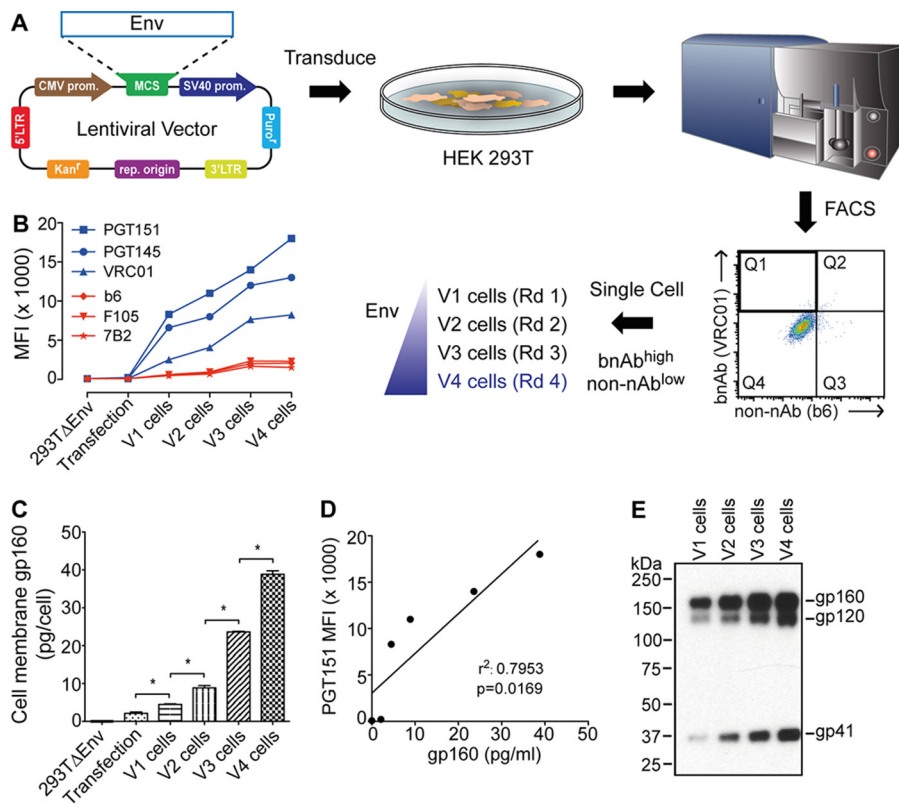 A
Env
CMV prom.
MCS
SV40 prom.
5'LTR
Lentiviral Vector
Puroʳ
Kanʳ
rep. origin
3'LTR
Transduce
HEK 293T
FACS
Q1
Q2
Q4
Q3
bnAb (VRC01)
non-nAb (b6)
Single Cell
bnAbʰⁱᵍʰ
non-nAbˡᵒʷ
Env
V1 cells (Rd 1)
V2 cells (Rd 2)
V3 cells (Rd 3)
V4 cells (Rd 4)
B
MFI (x 1000)
20
15
10
5
0
PGT151
PGT145
VRC01
b6
F105
7B2
293TΔEnv
Transfection
V1 cells
V2 cells
V3 cells
V4 cells
C
Cell membrane gp160
(pg/cell)
50
40
30
20
10
0
*
*
*
*
293TΔEnv
Transfection
V1 cells
V2 cells
V3 cells
V4 cells
D
PGT151 MFI (x 1000)
20
15
10
5
0
r²: 0.7953
p=0.0169
0 10 20 30 40 50
gp160 (pg/ml)
E
V1 cells
V2 cells
V3 cells
V4 cells
kDa
250
150
100
75
50
37
25
gp160
gp120
gp41